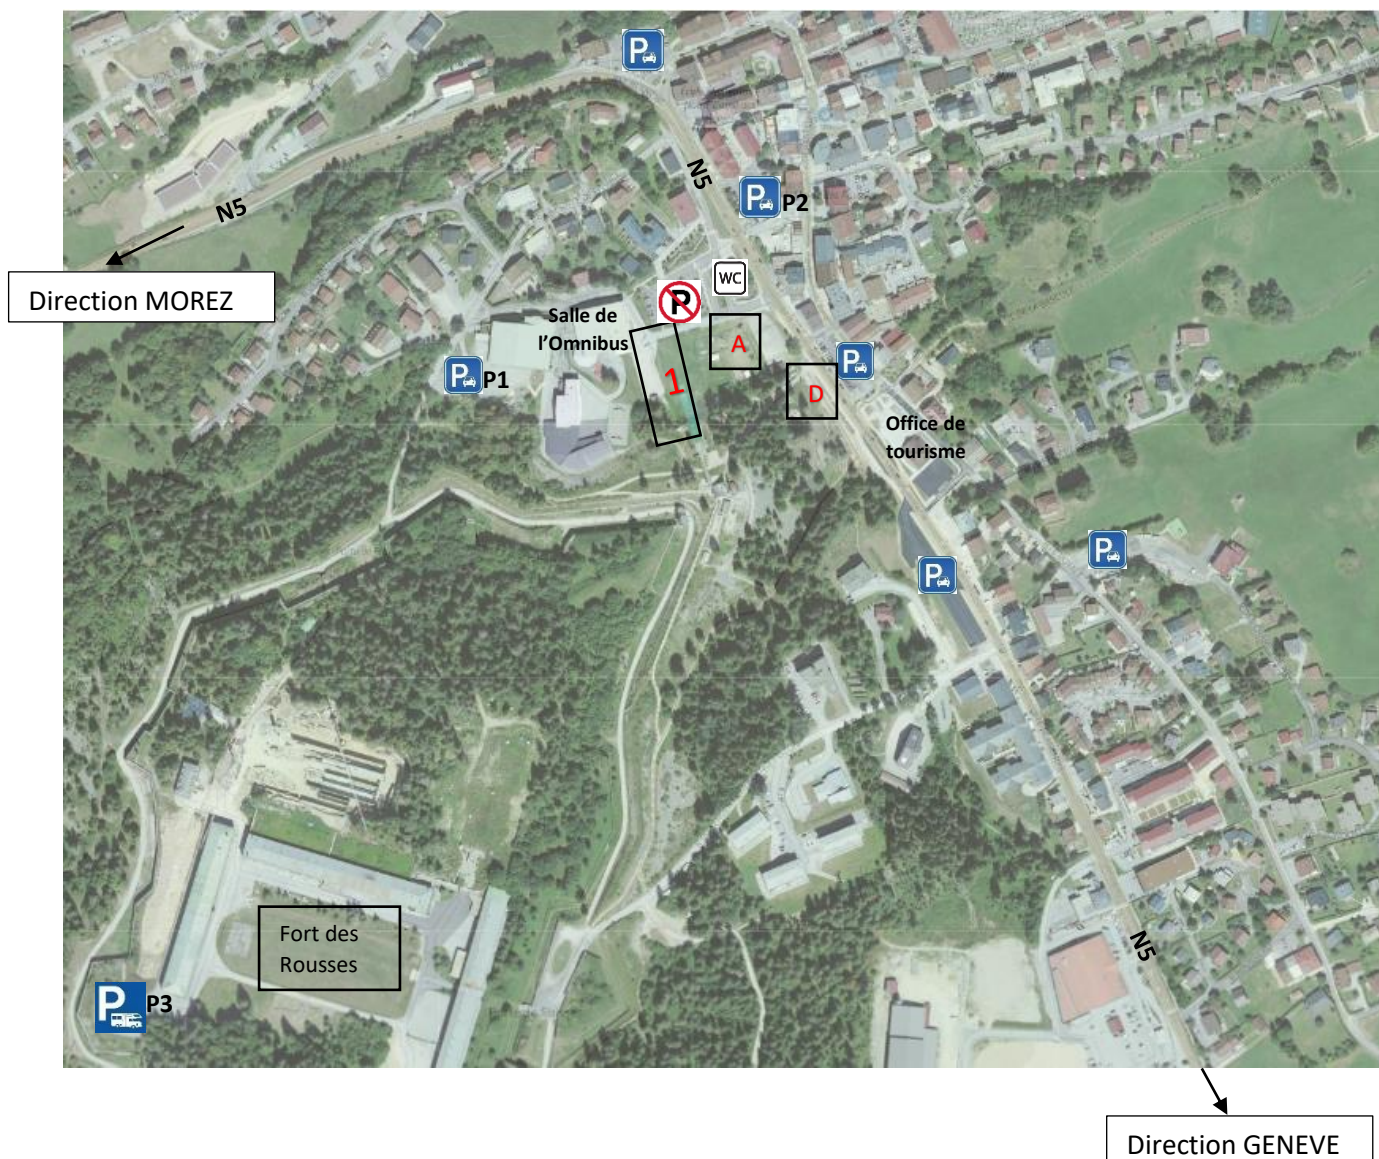 P
N5
P
P2
N5
WC
Direction MOREZ
P
Salle de
l'Omnibus
A
P
P1
1
P
D
Office de
tourisme
P
P
Fort des
Rousses
N5
P
P3
Direction GENEVE